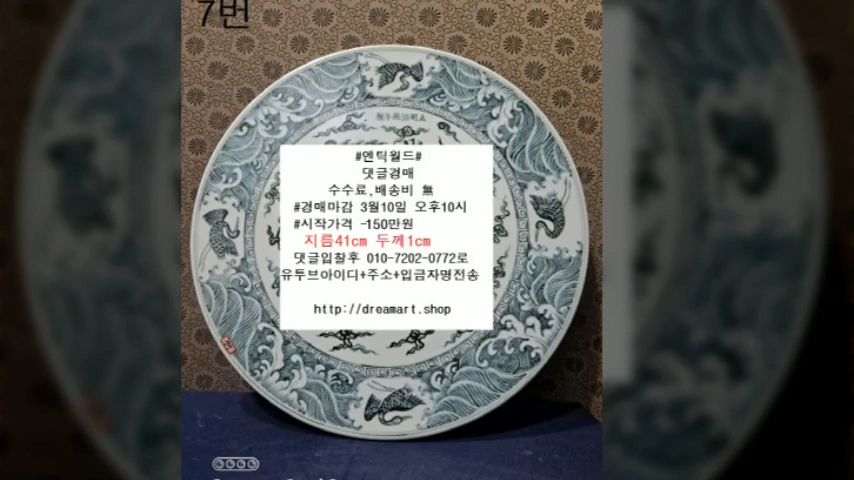 7번
#엔틱월드#
댓글경매
수수료,배송비 無
#경매마감 3월10일 오후10시
#시작가격 -150만원
지름41cm 두께1cm
댓글입찰후 010-7202-0772로
유투브아이디+주소+입금자명전송
http://dreamart.shop